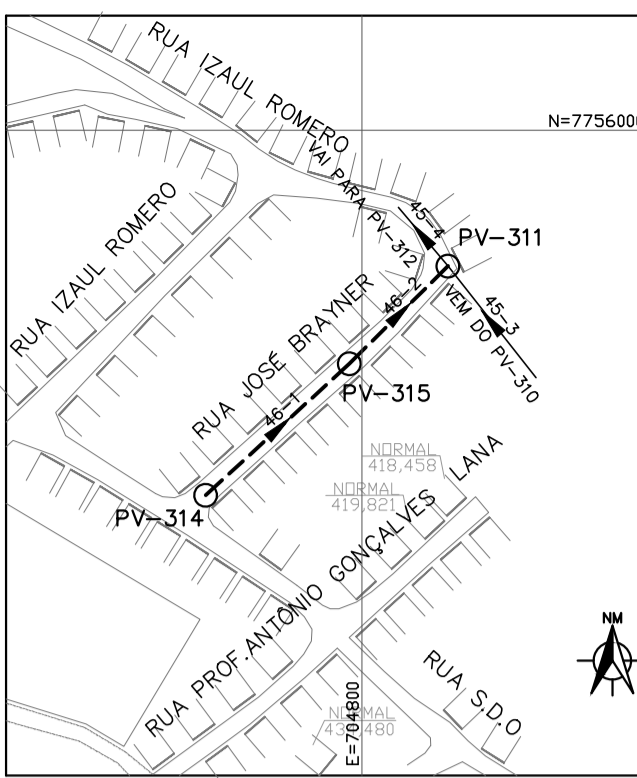 RUA IZAUL ROMERO
N=7756000
VAI PARA PV-312
45-4
PV-311
RUA IZAUL ROMERO
46-2
45-3
VEM DO PV-310
RUA JOSÉ BRAYNER
46-1
PV-315
NORMAL
418,458
NORMAL
419,821
PV-314
RUA PROF. ANTÔNIO GONÇALVES LANA
NM
RUA S.D.O
E=704800
NORMAL